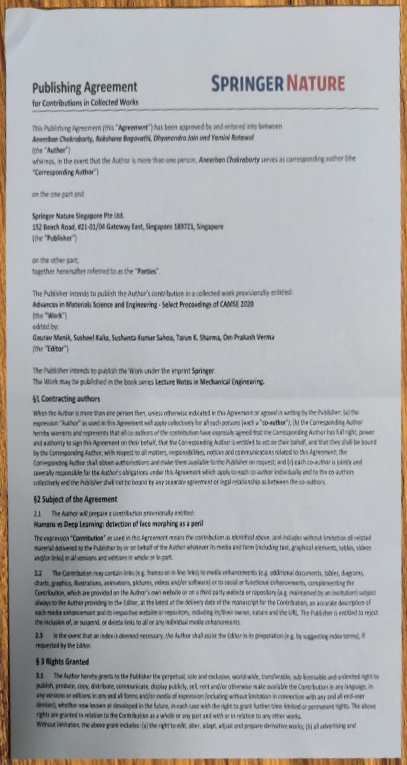 Publishing Agreement
SPRINGER NATURE
for Contributions in Collected Works
This Publishing Agreement (this "Agreement") has been approved by and entered into between
Aneerban Chakraborty, Rakshana Bagavathi, Dhyanendra Jain and Yamini Ratawal
(the "Author")
whereas, in the event that the Author is more than one person, Aneerban Chakraborty serves as corresponding author (the
"Corresponding Author")
on the one part and
Springer Nature Singapore Pte Ltd.
152 Beach Road, #21-01/04 Gateway East, Singapore 189721, Singapore
(the "Publisher")
on the other part;
together hereinafter referred to as the "Parties".
The Publisher intends to publish the Author's contribution in a collected work provisionally entitled:
Advances in Materials Science and Engineering - Select Proceedings of CAMSE 2020
(the "Work")
edited by:
Gaurav Manik, Susheel Kalia, Sushanta Kumar Sahoo, Tarun K. Sharma, Om Prakash Verma
(the "Editor")
The Publisher intends to publish the Work under the imprint Springer.
The Work may be published in the book series Lecture Notes in Mechanical Engineering.
§1 Contracting authors
When the Author is more than one person then, unless otherwise indicated in this Agreement or agreed in writing by the Publisher: (a) the
expression "Author" as used in this Agreement will apply collectively for all such persons (each a "co-author"); (b) the Corresponding Author
hereby warrants and represents that all co-authors of the contribution have expressly agreed that the Corresponding Author has full right, power
and authority to sign this Agreement on their behalf, that the Corresponding Author is entitled to act on their behalf, and that they shall be bound
by the Corresponding Author, with respect to all matters, responsibilities, notices and communications related to this Agreement; the
Corresponding Author shall obtain authorisations and make them available to the Publisher on request; and (c) each co-author is jointly and
severally responsible for the Author's obligations under this Agreement which apply to each co-author individually and to the co-authors
collectively and the Publisher shall not be bound by any separate agreement or legal relationship as between the co-authors.
§2 Subject of the Agreement
2.1 The Author will prepare a contribution provisionally entitled:
Humans vs Deep Learning: detection of face morphing as a peril
The expression "Contribution" as used in this Agreement means the contribution as identified above, and includes without limitation all related
material delivered to the Publisher by or on behalf of the Author whatever its media and form (including text, graphical elements, tables, videos
and/or links) in all versions and editions in whole or in part.
2.2 The Contribution may contain links (e.g. frames or in-line links) to media enhancements (e.g. additional documents, tables, diagrams,
charts, graphics, illustrations, animations, pictures, videos and/or software) or to social or functional enhancements, complementing the
Contribution, which are provided on the Author's own website or on a third party website or repository (e.g. maintained by an institution) subject
always to the Author providing to the Editor, at the latest at the delivery date of the manuscript for the Contribution, an accurate description of
each media enhancement and its respective website or repository, including its/their owner, nature and the URL. The Publisher is entitled to reject
the inclusion of, or suspend, or delete links to all or any individual media enhancements.
2.3 In the event that an index is deemed necessary, the Author shall assist the Editor in its preparation (e.g. by suggesting index terms), if
requested by the Editor.
§ 3 Rights Granted
3.1 The Author hereby grants to the Publisher the perpetual, sole and exclusive, world-wide, transferable, sub-licensable and unlimited right to
publish, produce, copy, distribute, communicate, display publicly, sell, rent and/or otherwise make available the Contribution in any language, in
any versions or editions in any and all forms and/or media of expression (including without limitation in connection with any and all end-user
devices), whether now known or developed in the future, in each case with the right to grant further time-limited or permanent rights. The above
rights are granted in relation to the Contribution as a whole or any part and with or in relation to any other works.
Without limitation, the above grant includes: (a) the right to edit, alter, adapt, adjust and prepare derivative works; (b) all advertising and